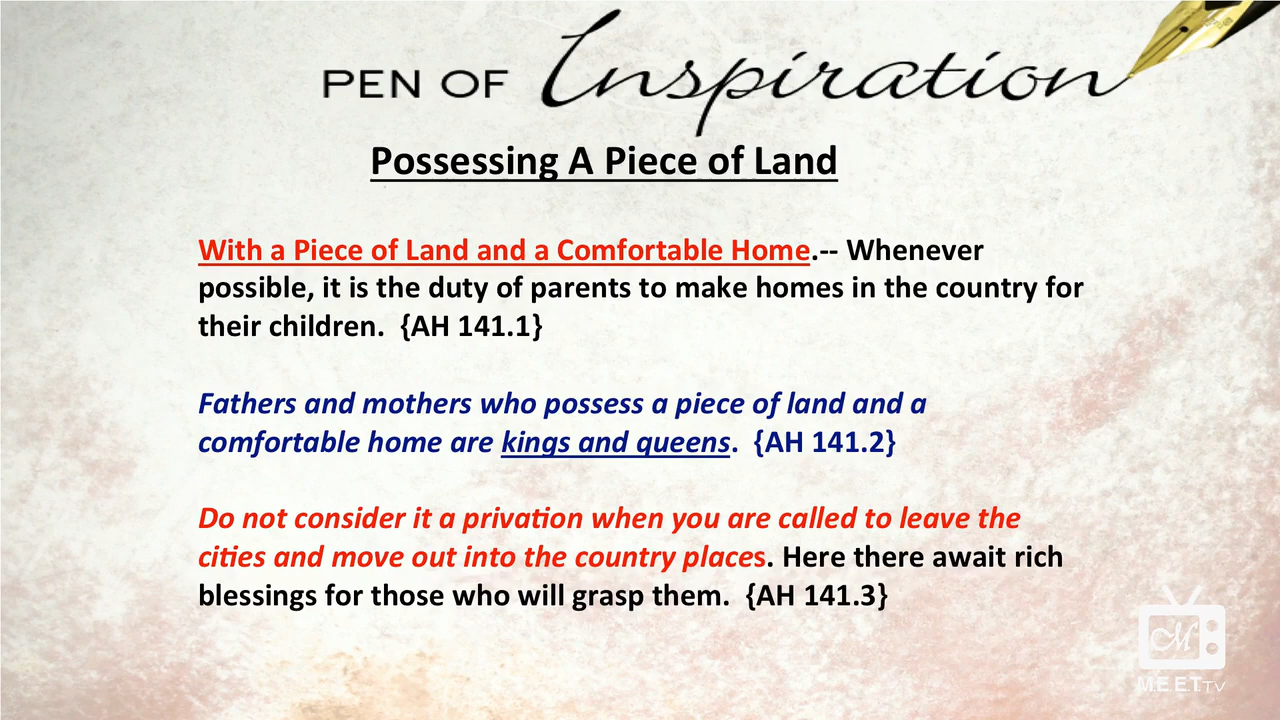 PEN OF Inspiration
Possessing A Piece of Land
With a Piece of Land and a Comfortable Home.-- Whenever
possible, it is the duty of parents to make homes in the country for
their children. {AH 141.1}
Fathers and mothers who possess a piece of land and a
comfortable home are kings and queens. {AH 141.2}
Do not consider it a privation when you are called to leave the
cities and move out into the country places. Here there await rich
blessings for those who will grasp them. {AH 141.3}
M
M.E.E.T. TV